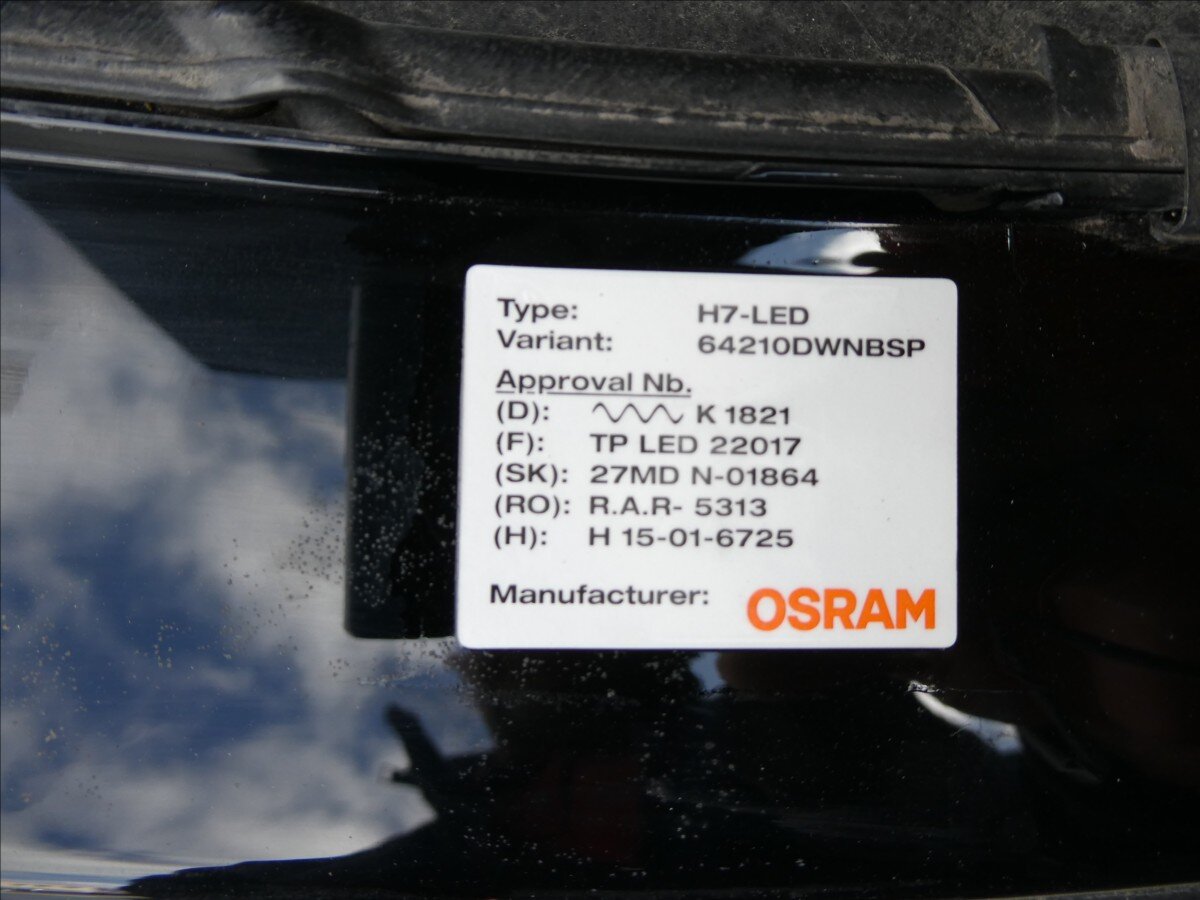 Type: H7-LED
Variant: 64210DWNBSP
Approval Nb.
(D): K 1821
(F): TP LED 22017
(SK): 27MD N-01864
(RO): R.A.R- 5313
(H): H 15-01-6725
Manufacturer: OSRAM